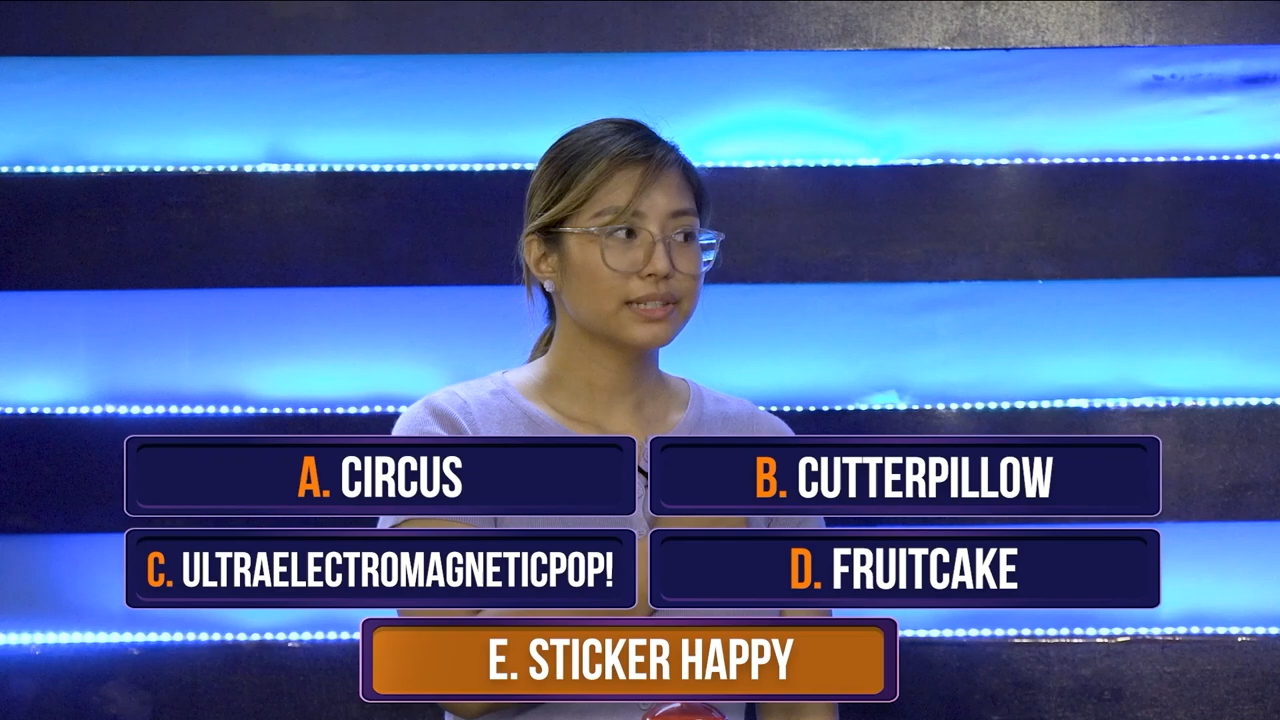 A. CIRCUS
B. CUTTERPILLOW
C. ULTRAELECTROMAGNETICPOP!
D. FRUITCAKE
E. STICKER HAPPY